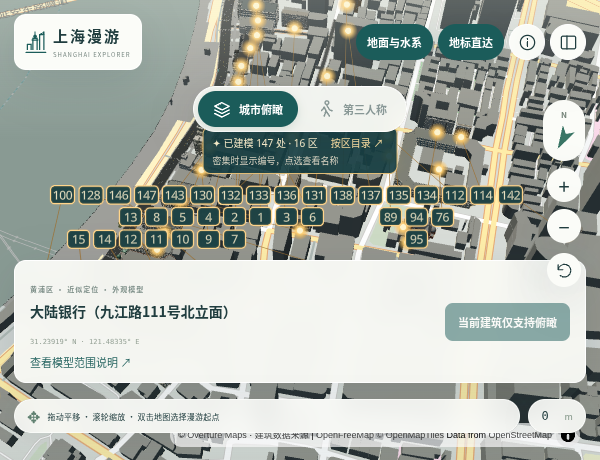 上海漫游
SHANGHAI EXPLORER
地面与水系
地标直达
城市俯瞰
第三人称
✦ 已建模 147 处 · 16 区 按区目录 ↗
密集时显示编号，点选查看名称
N
100 128 146 147 143 130 132 133 136 131 138 137 135 134 112 114 142
13 8 5 4 2 1 3 6 89 94 76
15 14 12 11 10 9 7 95
+
−
黄浦区 · 近似定位 · 外观模型
大陆银行（九江路111号北立面）
当前建筑仅支持俯瞰
31.23919° N · 121.48335° E
查看模型范围说明 ↗
拖动平移 · 滚轮缩放 · 双击地图选择漫游起点
0 m
© Overture Maps · 建筑数据来源 | OpenFreeMap © OpenMapTiles Data from OpenStreetMap